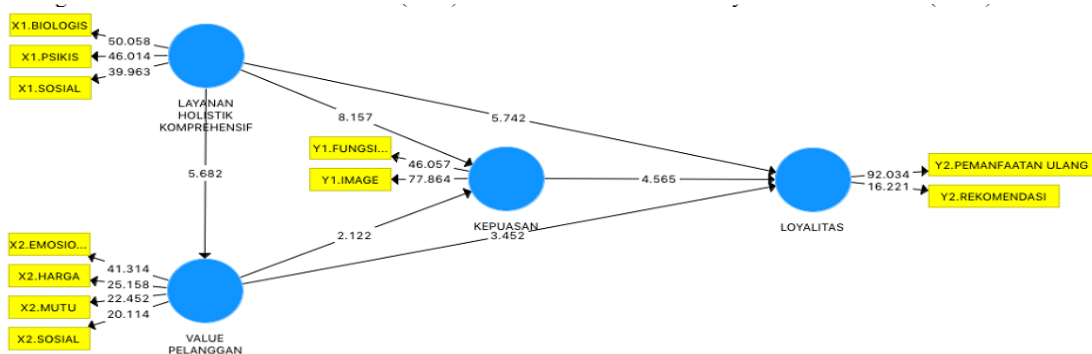 X1.BIOLOGIS
50.058
X1.PSIKIS
46.014
39.963
X1.SOSIAL
LAYANAN
HOLISTIK
KOMPREHENSIF
8.157
5.742
Y1.FUNGSI...
46.057
Y1.IMAGE
77.864
5.682
4.565
Y2.PEMANFAATAN ULANG
92.034
16.221
Y2.REKOMENDASI
KEPUASAN
3.452
LOYALITAS
2.122
X2.EMOSIO...
41.314
X2.HARGA
25.158
X2.MUTU
22.452
20.114
X2.SOSIAL
VALUE
PELANGGAN